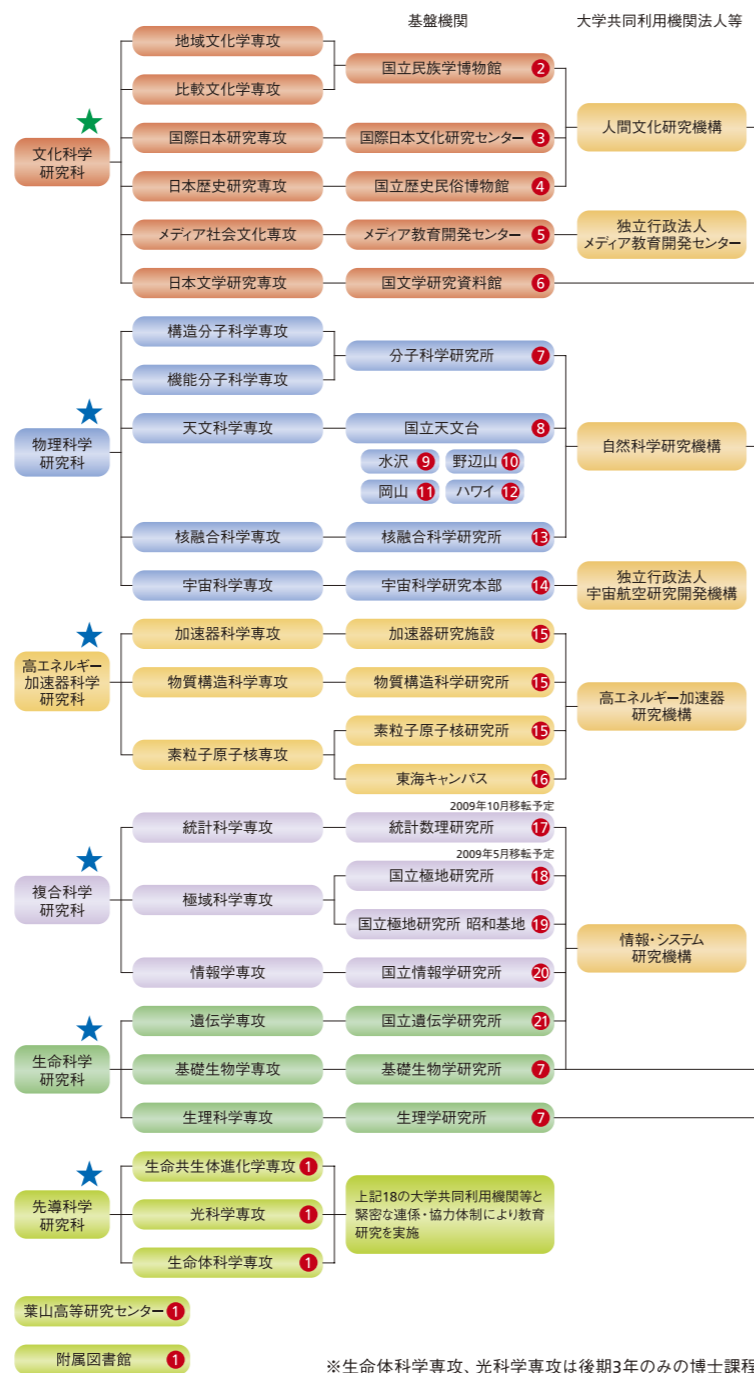 基盤機関
大学共同利用機関法人等
地域文化学専攻
国立民族学博物館 2
比較文化学専攻
人間文化研究機構
文化科学
研究科
国際日本研究専攻
国際日本文化研究センター 3
日本歴史研究専攻
国立歴史民俗博物館 4
メディア社会文化専攻
メディア教育開発センター 5
独立行政法人
メディア教育開発センター
日本文学研究専攻
国文学研究資料館 6
構造分子科学専攻
分子科学研究所 7
機能分子科学専攻
物理科学
研究科
天文科学専攻
国立天文台 8
自然科学研究機構
水沢 9
野辺山 10
岡山 11
ハワイ 12
核融合科学専攻
核融合科学研究所 13
宇宙科学専攻
宇宙科学研究本部 14
独立行政法人
宇宙航空研究開発機構
高エネルギー
加速器科学
研究科
加速器科学専攻
加速器研究施設 15
物質構造科学専攻
物質構造科学研究所 15
高エネルギー加速器
研究機構
素粒子原子核専攻
素粒子原子核研究所 15
東海キャンパス 16
2009年10月移転予定
統計科学専攻
統計数理研究所 17
2009年5月移転予定
複合科学
研究科
極域科学専攻
国立極地研究所 18
国立極地研究所 昭和基地 19
情報・システム
研究機構
情報学専攻
国立情報学研究所 20
生命科学
研究科
遺伝学専攻
国立遺伝学研究所 21
基礎生物学専攻
基礎生物学研究所 7
生理科学専攻
生理学研究所 7
先導科学
研究科
生命共生体進化学専攻 1
光科学専攻 1
生命体科学専攻 1
上記18の大学共同利用機関等と
緊密な連係・協力体制により教育
研究を実施
葉山高等研究センター 1
附属図書館 1
※生命体科学専攻、光科学専攻は後期3年のみの博士課程